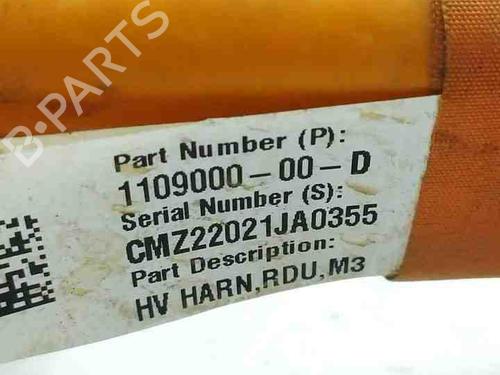 B-PARTS
Part Number (P):
1109000-00-D
Serial Number (S):
CMZ22021JA0355
Part Description:
HV HARN,RDU,M3